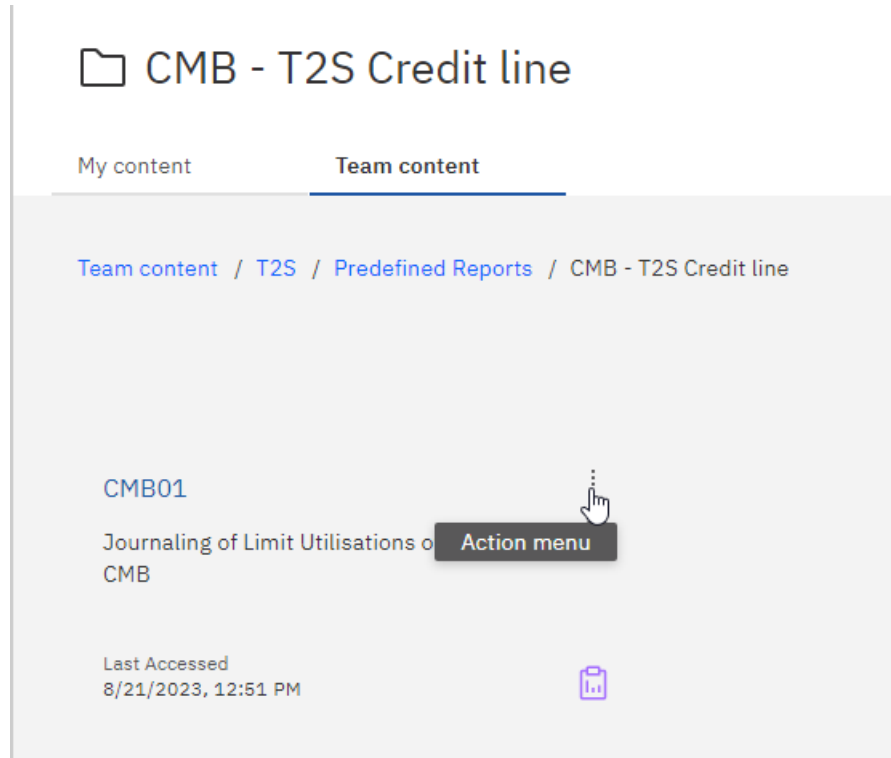 CMB - T2S Credit line
My content
Team content
Team content / T2S / Predefined Reports / CMB - T2S Credit line
CMB01
Journaling of Limit Utilisations o
Action menu
CMB
Last Accessed
8/21/2023, 12:51 PM